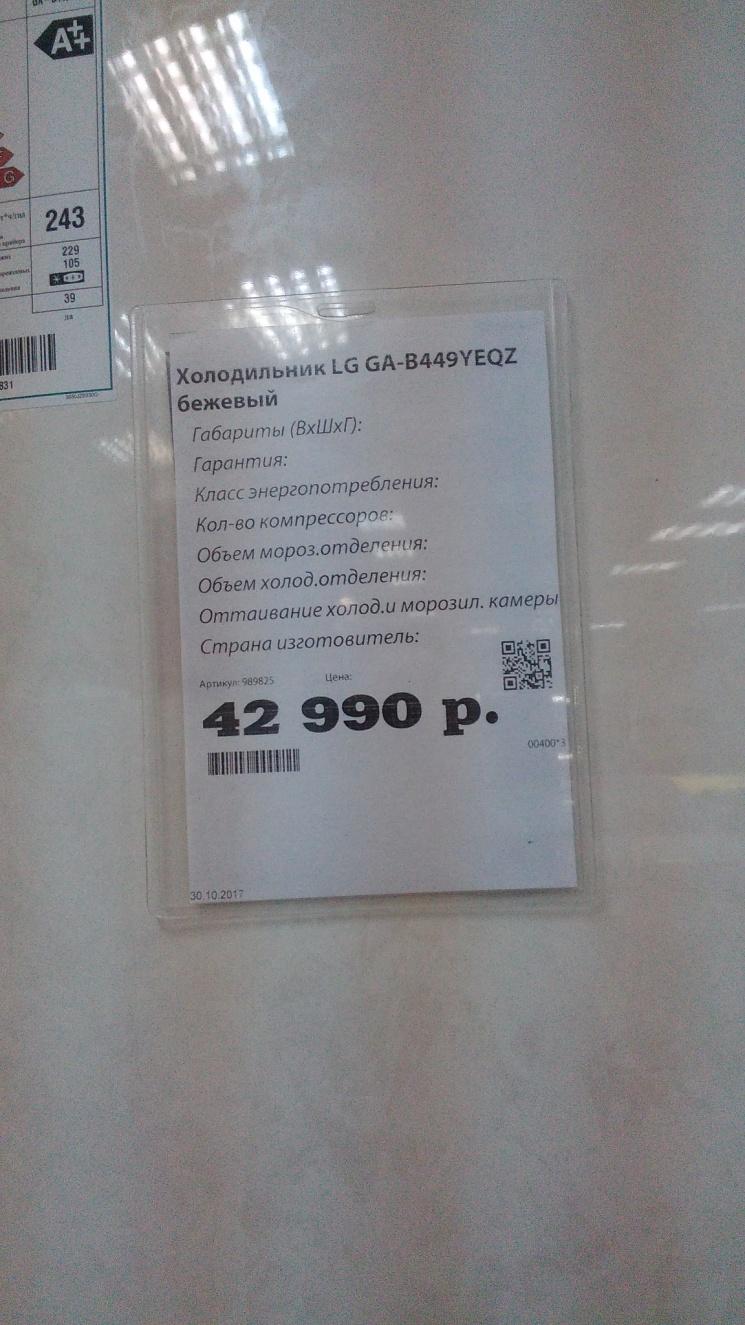 A++
G
243
229
105
39
831
Холодильник LG GA-B449YEQZ
бежевый
Габариты (ВхШхГ):
Гарантия:
Класс энергопотребления:
Кол-во компрессоров:
Объем мороз.отделения:
Объем холод.отделения:
Оттаивание холод.и морозил. камеры
Страна изготовитель:
Артикул: 989825 Цена:
42 990 р.
00400*3
30.10.2017